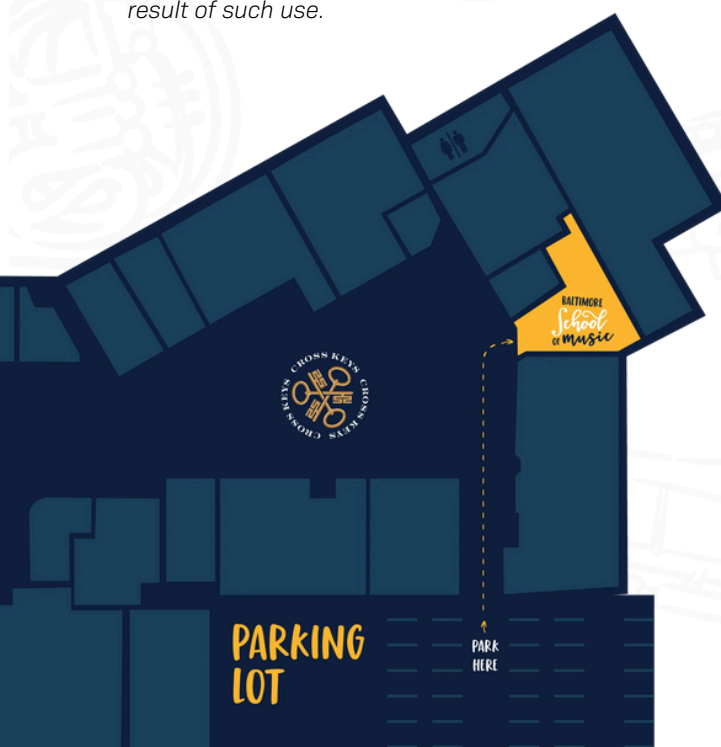 result of such use.
BALTIMORE
School
OF music
CROSS KEYS CROSS KEYS CROSS KEYS
PARKING
LOT
PARK
HERE